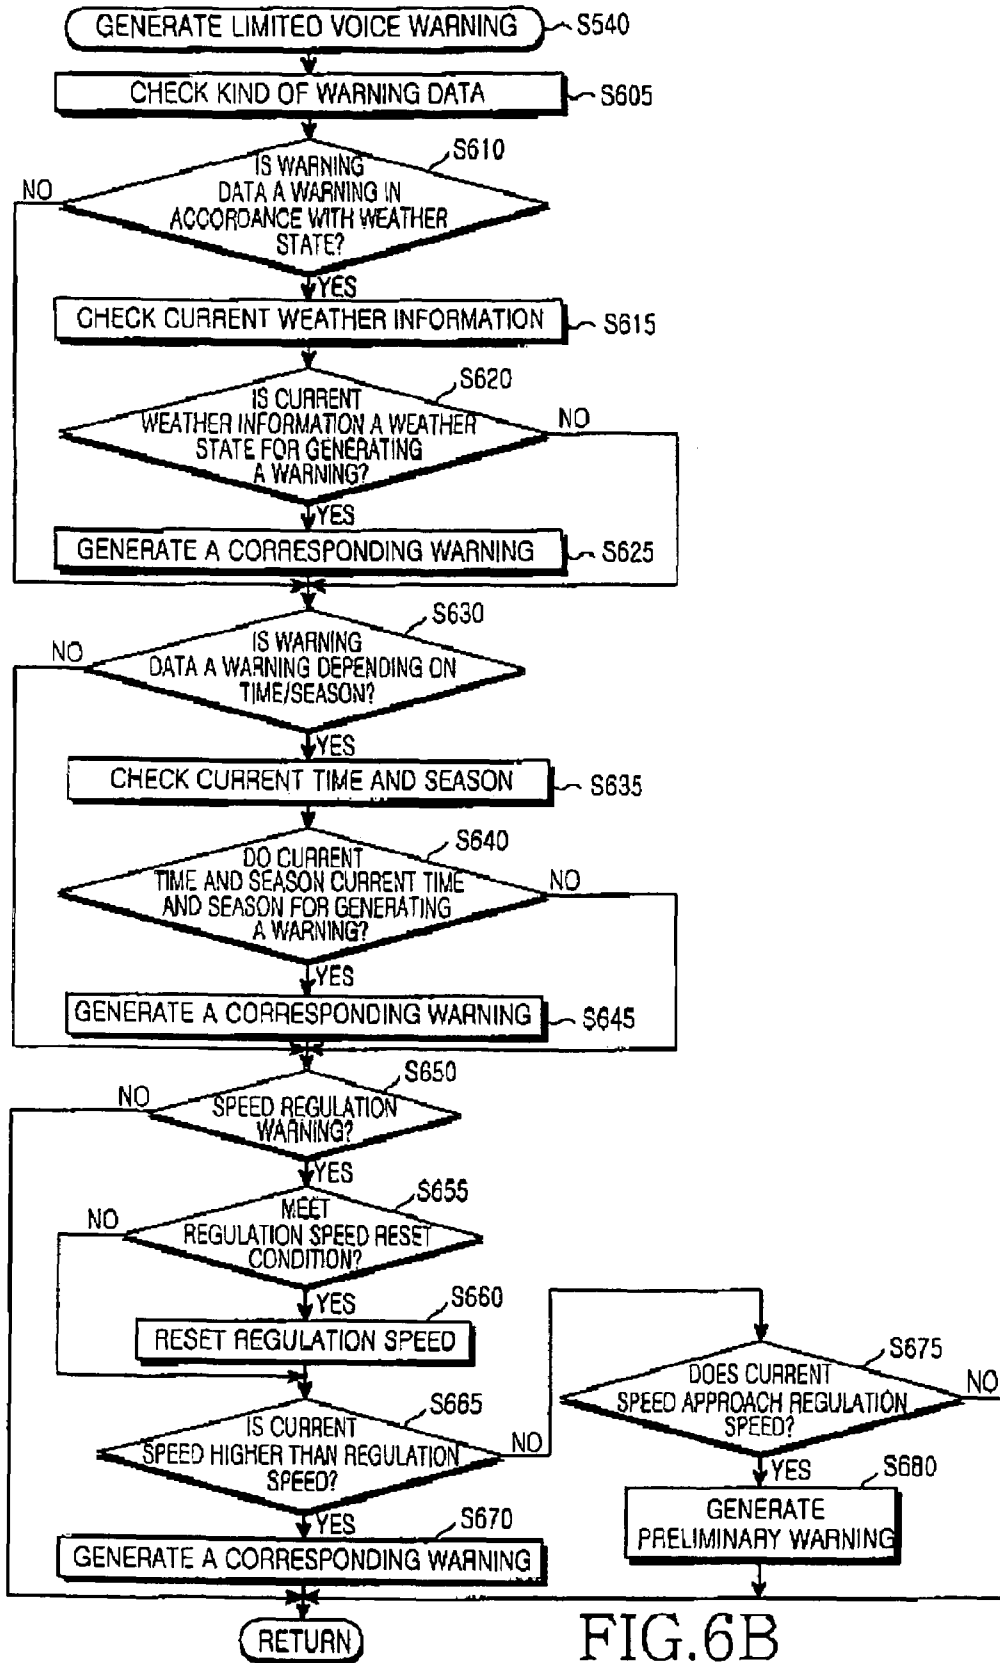 GENERATE LIMITED VOICE WARNING
S540
CHECK KIND OF WARNING DATA
S605
S610
IS WARNING
DATA A WARNING IN
ACCORDANCE WITH WEATHER
STATE?
NO
YES
CHECK CURRENT WEATHER INFORMATION
S615
S620
IS CURRENT
WEATHER INFORMATION A WEATHER
STATE FOR GENERATING
A WARNING?
NO
YES
GENERATE A CORRESPONDING WARNING
S625
S630
IS WARNING
DATA A WARNING DEPENDING ON
TIME/SEASON?
NO
YES
CHECK CURRENT TIME AND SEASON
S635
S640
DO CURRENT
TIME AND SEASON CURRENT TIME
AND SEASON FOR GENERATING
A WARNING?
NO
YES
GENERATE A CORRESPONDING WARNING
S645
S650
SPEED REGULATION
WARNING?
NO
YES
S655
MEET
REGULATION SPEED RESET
CONDITION?
NO
YES
S660
RESET REGULATION SPEED
S665
IS CURRENT
SPEED HIGHER THAN REGULATION
SPEED?
NO
YES
S670
GENERATE A CORRESPONDING WARNING
S675
DOES CURRENT
SPEED APPROACH REGULATION
SPEED?
NO
YES
S680
GENERATE
PRELIMINARY WARNING
RETURN
FIG.6B